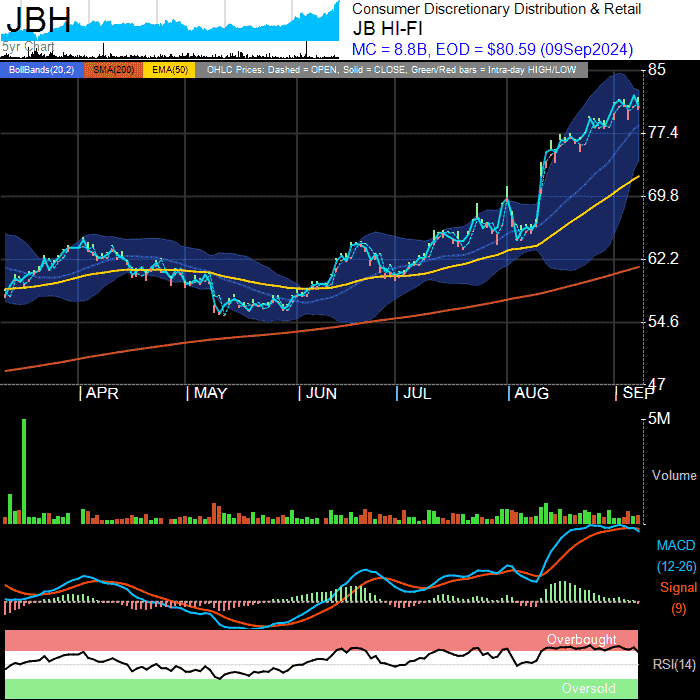 JBH
5yr Chart
Consumer Discretionary Distribution & Retail
JB HI-FI
MC = 8.8B, EOD = $80.59 (09Sep2024)
BollBands(20,2) SMA(200) EMA(50) OHLC Prices: Dashed = OPEN, Solid = CLOSE, Green/Red bars = Intra-day HIGH/LOW
85
77.4
69.8
62.2
54.6
47
| APR | MAY | JUN | JUL | AUG | SEP
5M
Volume
MACD
(12-26)
Signal
(9)
Overbought
RSI(14)
Oversold